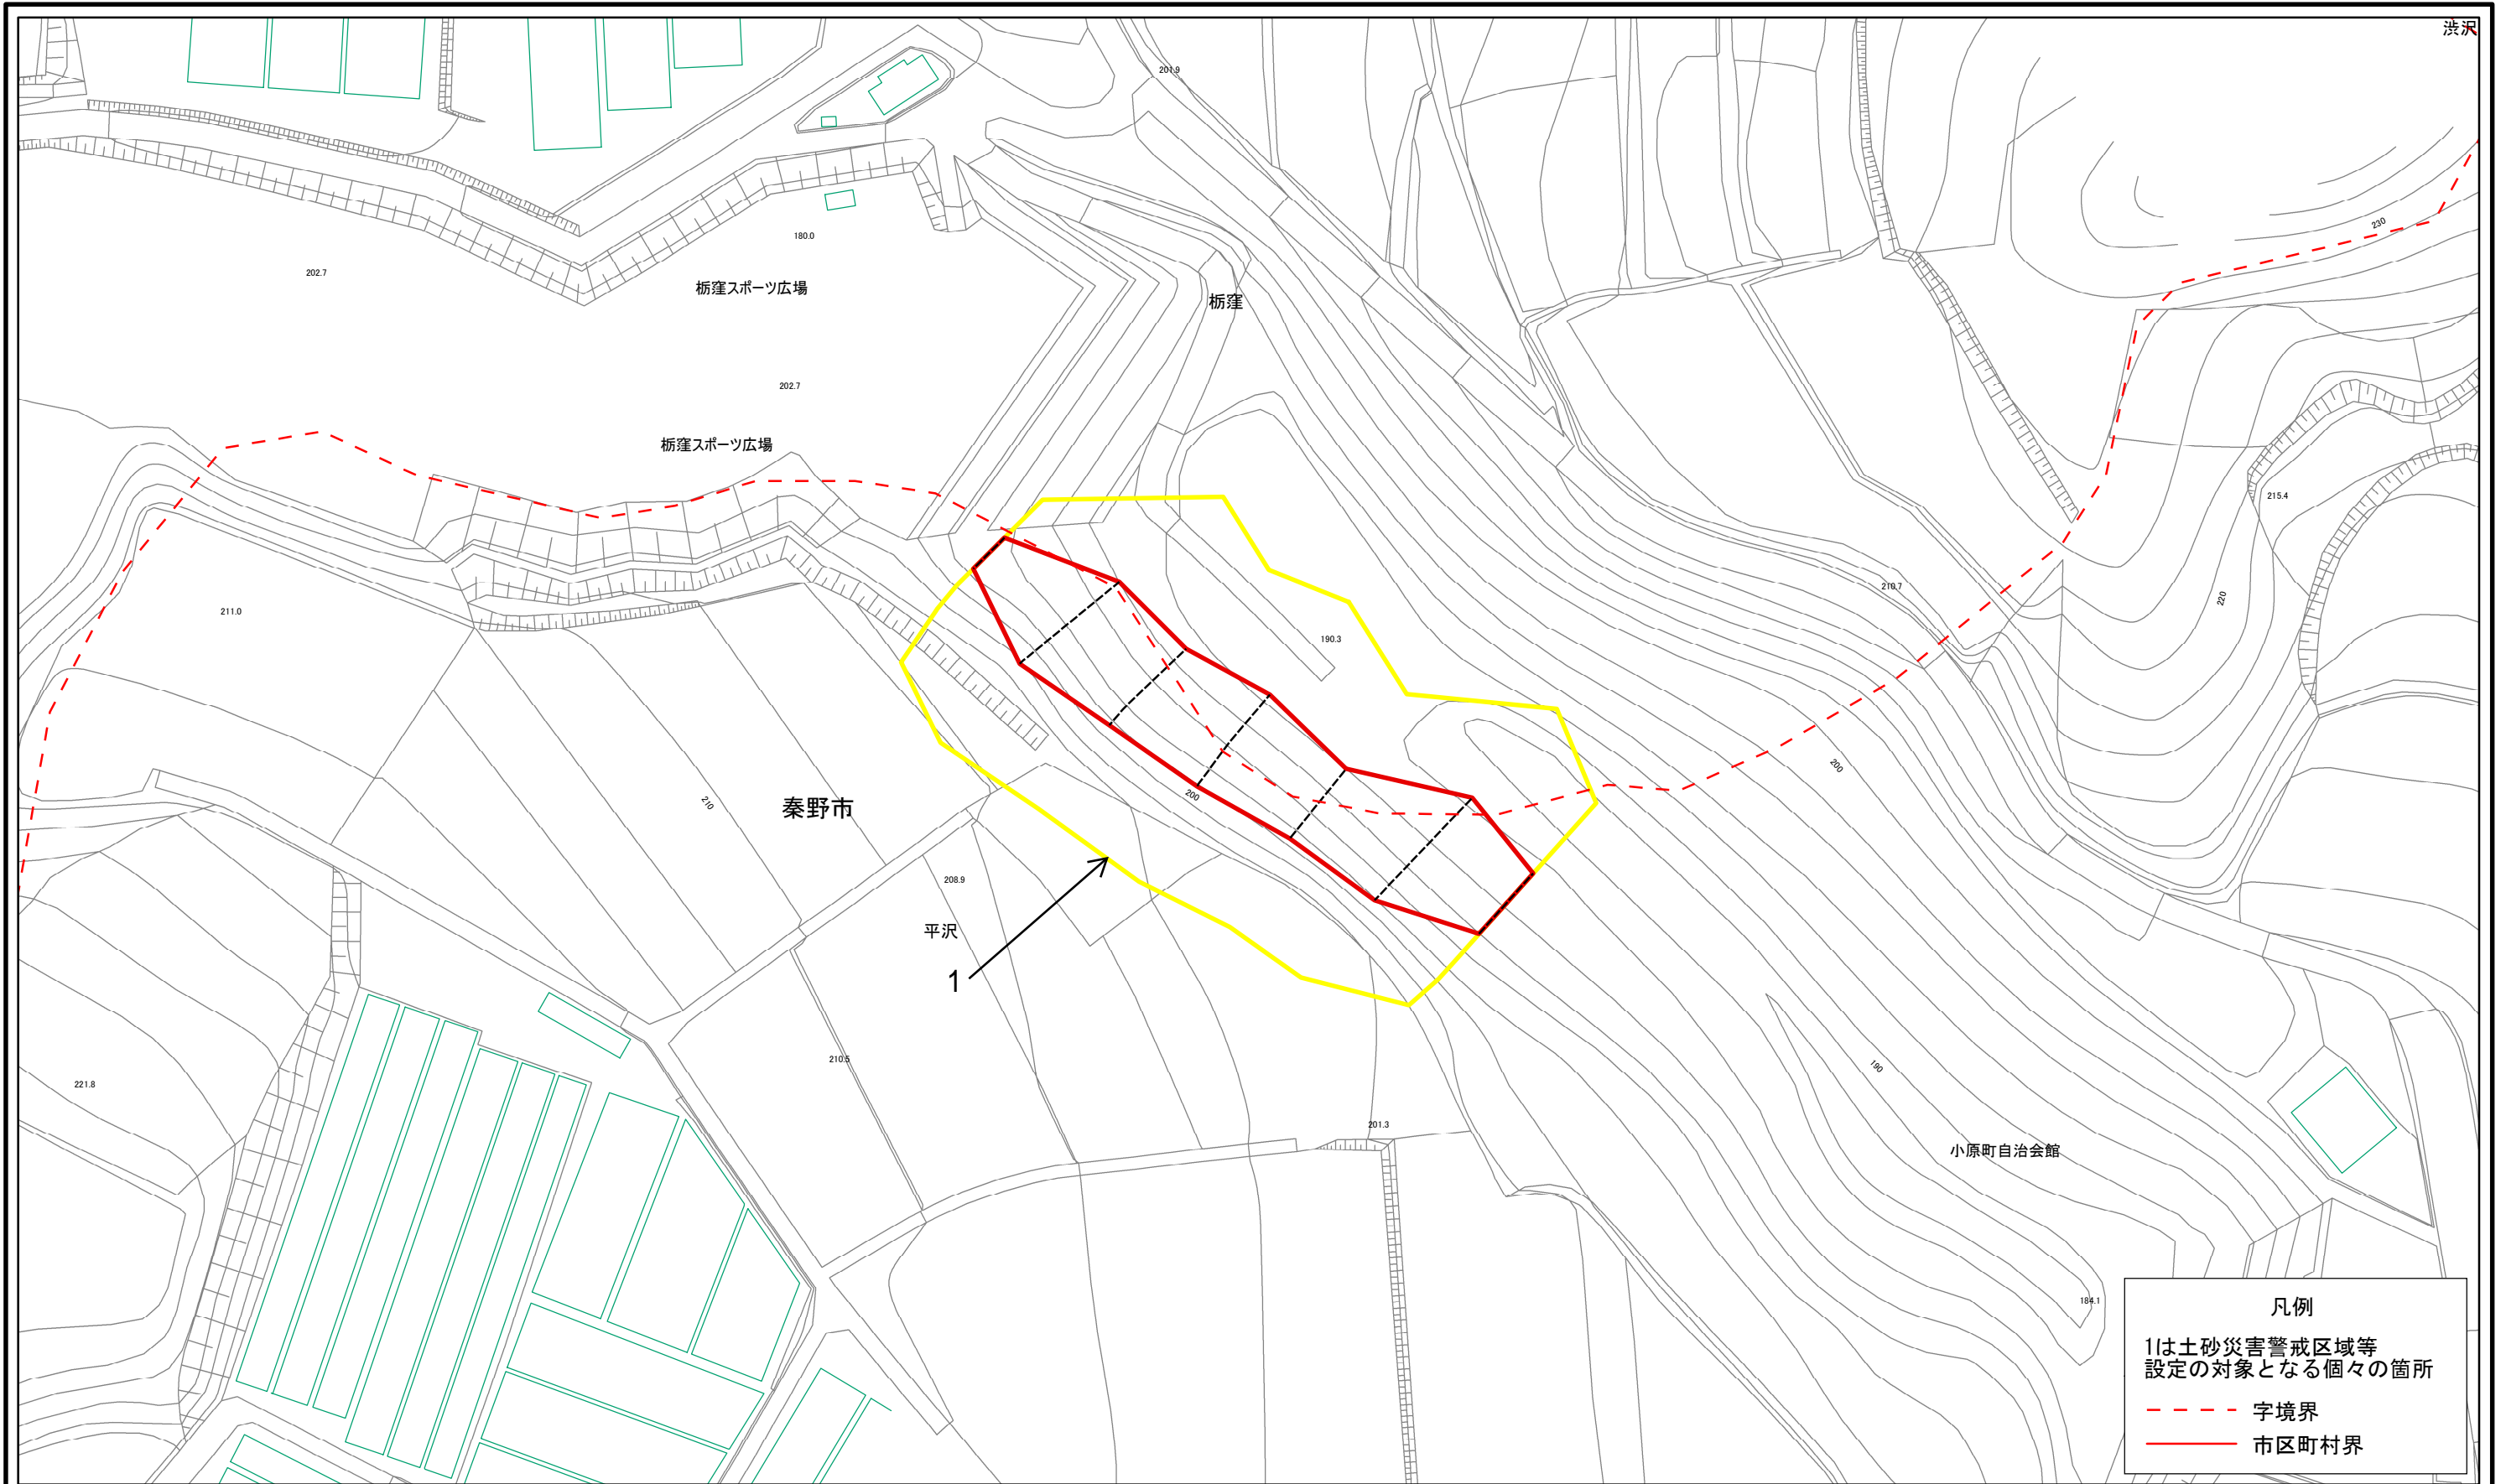 渋沢
201.9
230
180.0
202.7
栃窪スポーツ広場
栃窪
202.7
栃窪スポーツ広場
215.4
210.7
220
211.0
190.3
200
200
210
秦野市
208.9
平沢
1
210.5
190
221.8
201.3
小原町自治会館
184.1
凡例
1は土砂災害警戒区域等
設定の対象となる個々の箇所
字境界
市区町村界